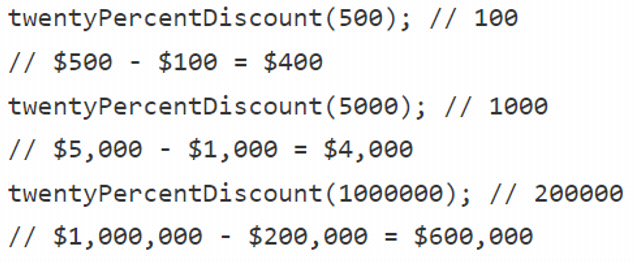 twentyPercentDiscount(500); // 100
// $500 - $100 = $400
twentyPercentDiscount(5000); // 1000
// $5,000 - $1,000 = $4,000
twentyPercentDiscount(1000000); // 200000
// $1,000,000 - $200,000 = $600,000